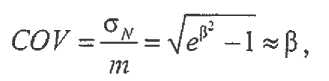 COV = σ_N / m = √(e^{β²} − 1) ≈ β ,